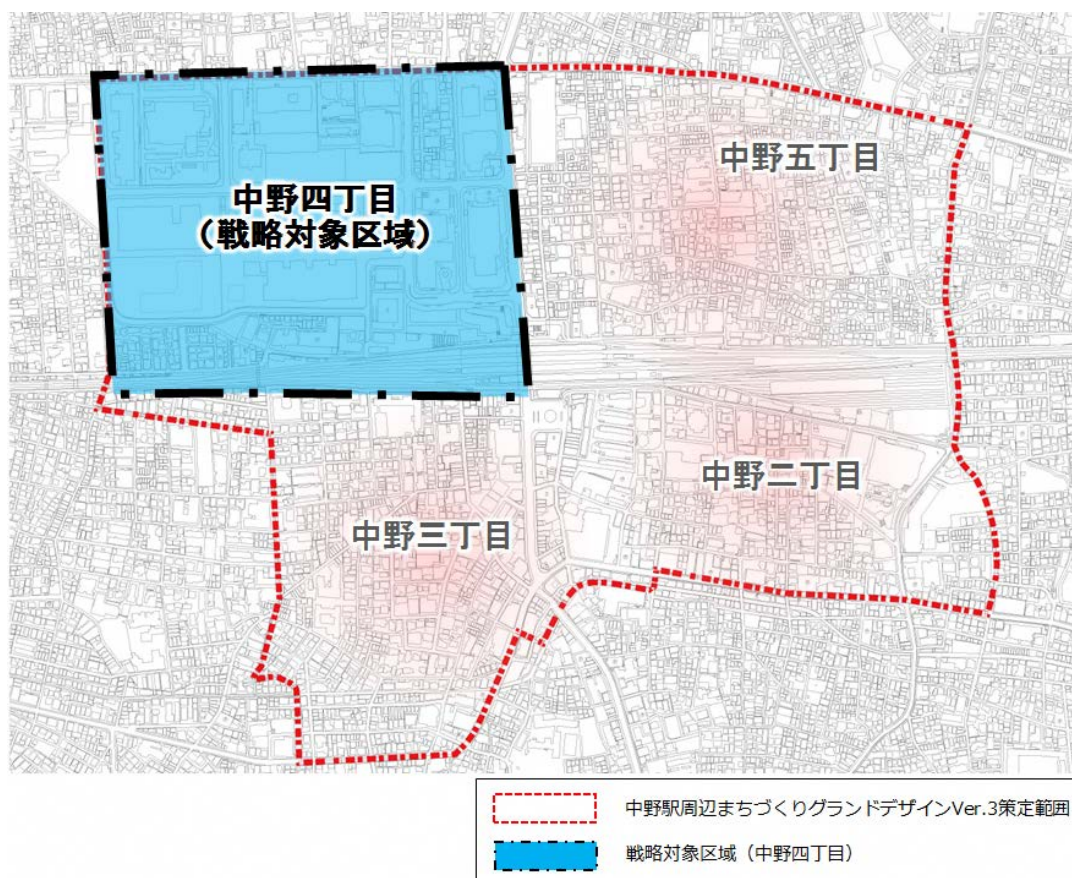 中野五丁目
中野四丁目
（戦略対象区域）
中野二丁目
中野三丁目
中野駅周辺まちづくりグランドデザインVer.3策定範囲
戦略対象区域（中野四丁目）